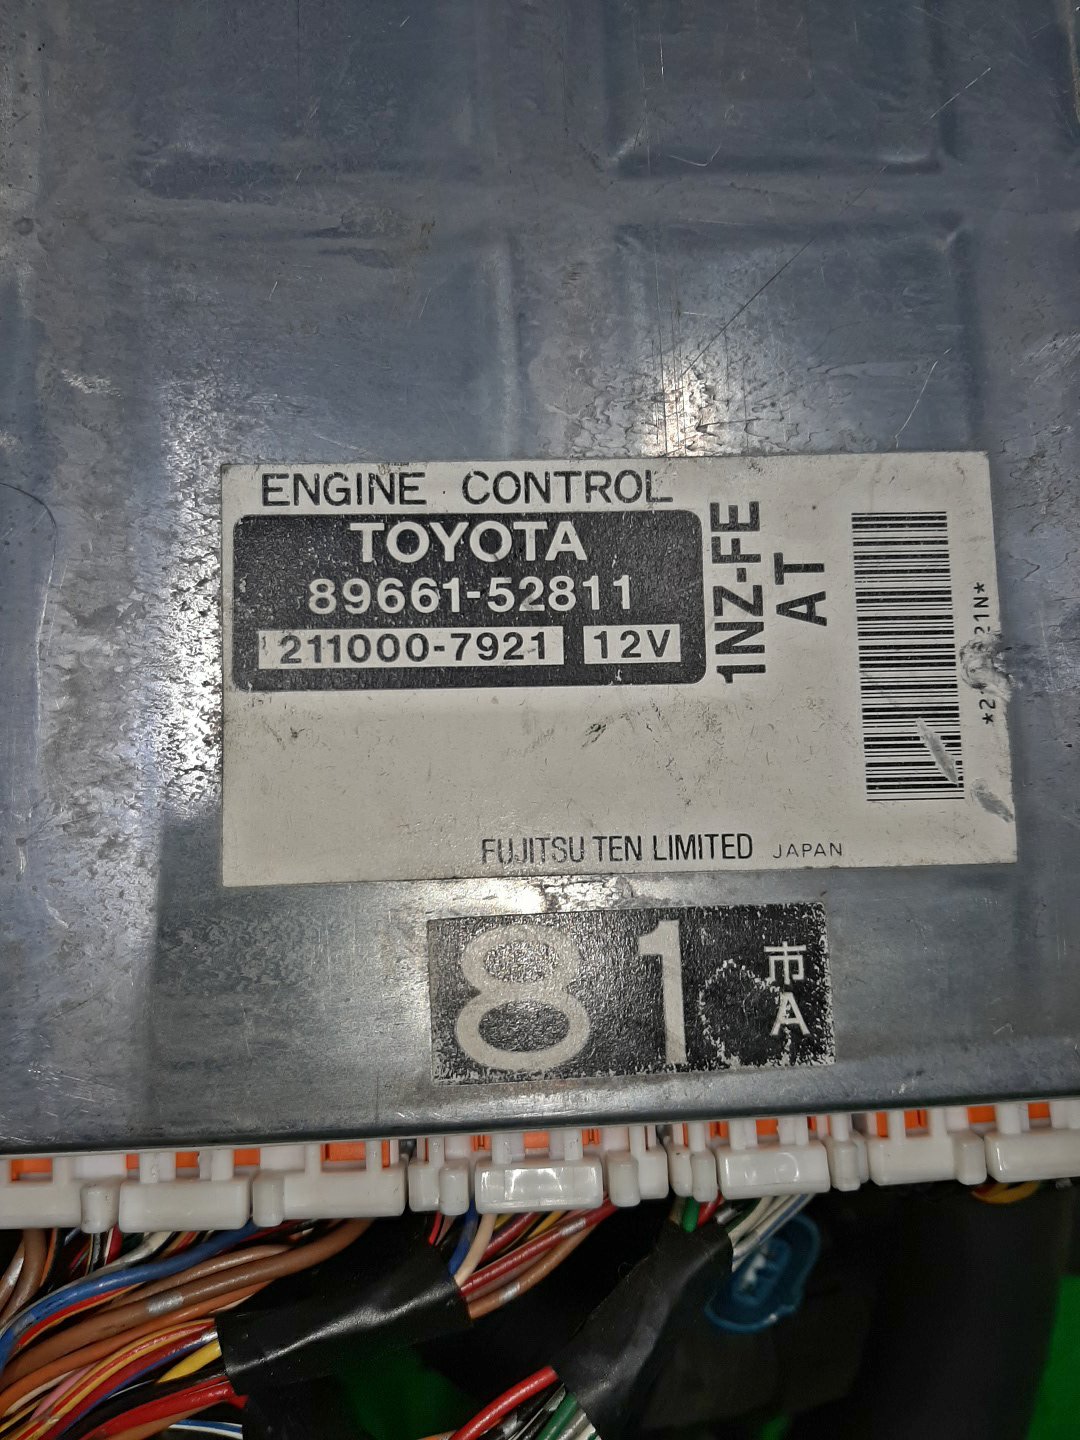 ENGINE CONTROL
TOYOTA
89661-52811
211000-7921 12V
1NZ-FE
AT
FUJITSU TEN LIMITED JAPAN
81
市
A